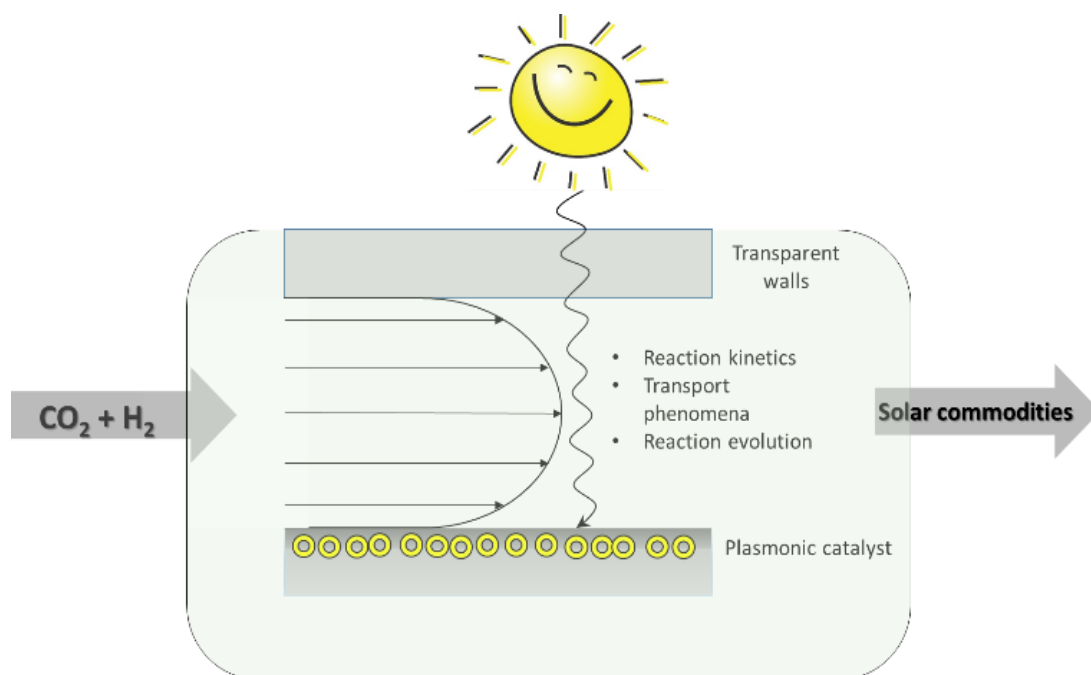 Transparent
walls
• Reaction kinetics
• Transport
phenomena
• Reaction evolution
CO₂ + H₂
Solar commodities
Plasmonic catalyst